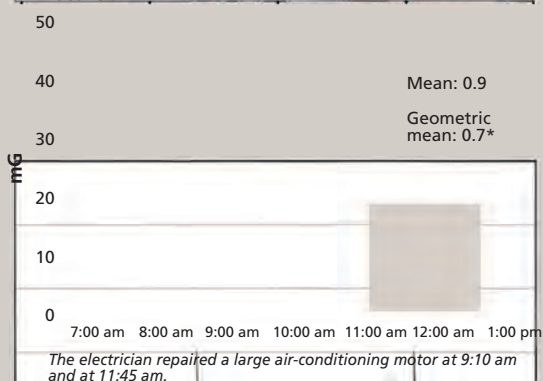 50
40
Mean: 0.9
Geometric
mean: 0.7*
30
mG
20
10
0
7:00 am 8:00 am 9:00 am 10:00 am 11:00 am 12:00 am 1:00 pm
The electrician repaired a large air-conditioning motor at 9:10 am
and at 11:45 am.